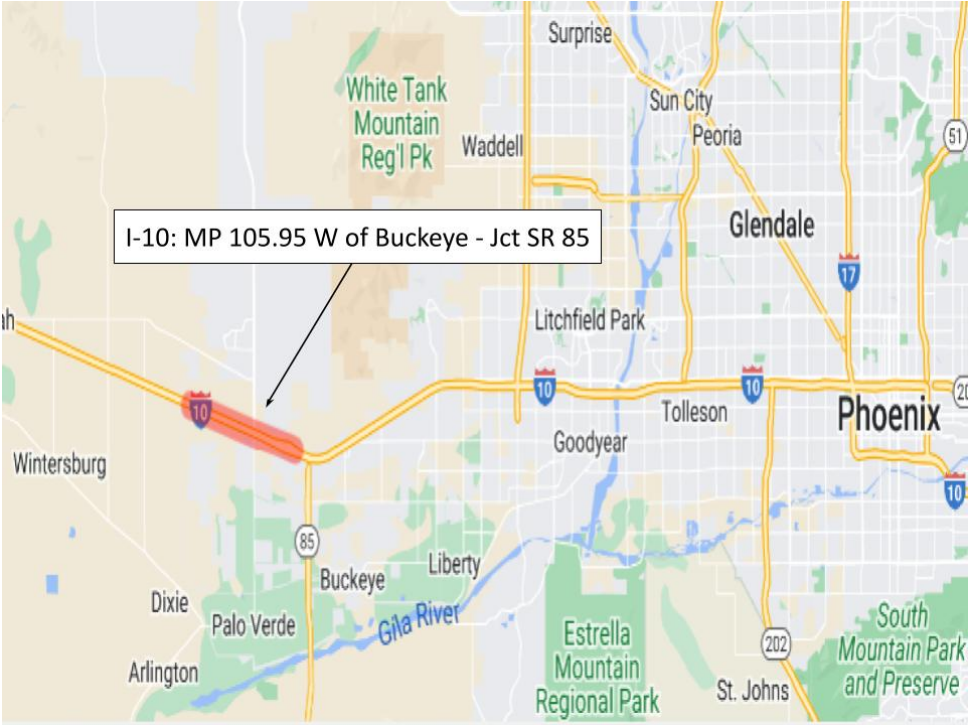 Surprise
White Tank
Mountain
Reg'l Pk
Sun City
Peoria
Waddell
51
I-10: MP 105.95 W of Buckeye - Jct SR 85
Glendale
17
ah
Litchfield Park
10
10
10
20
Tolleson
Phoenix
Goodyear
Wintersburg
10
85
Liberty
Buckeye
Dixie
Palo Verde
Gila River
Estrella
Mountain
Regional Park
South
Mountain Park
and Preserve
202
Arlington
St. Johns